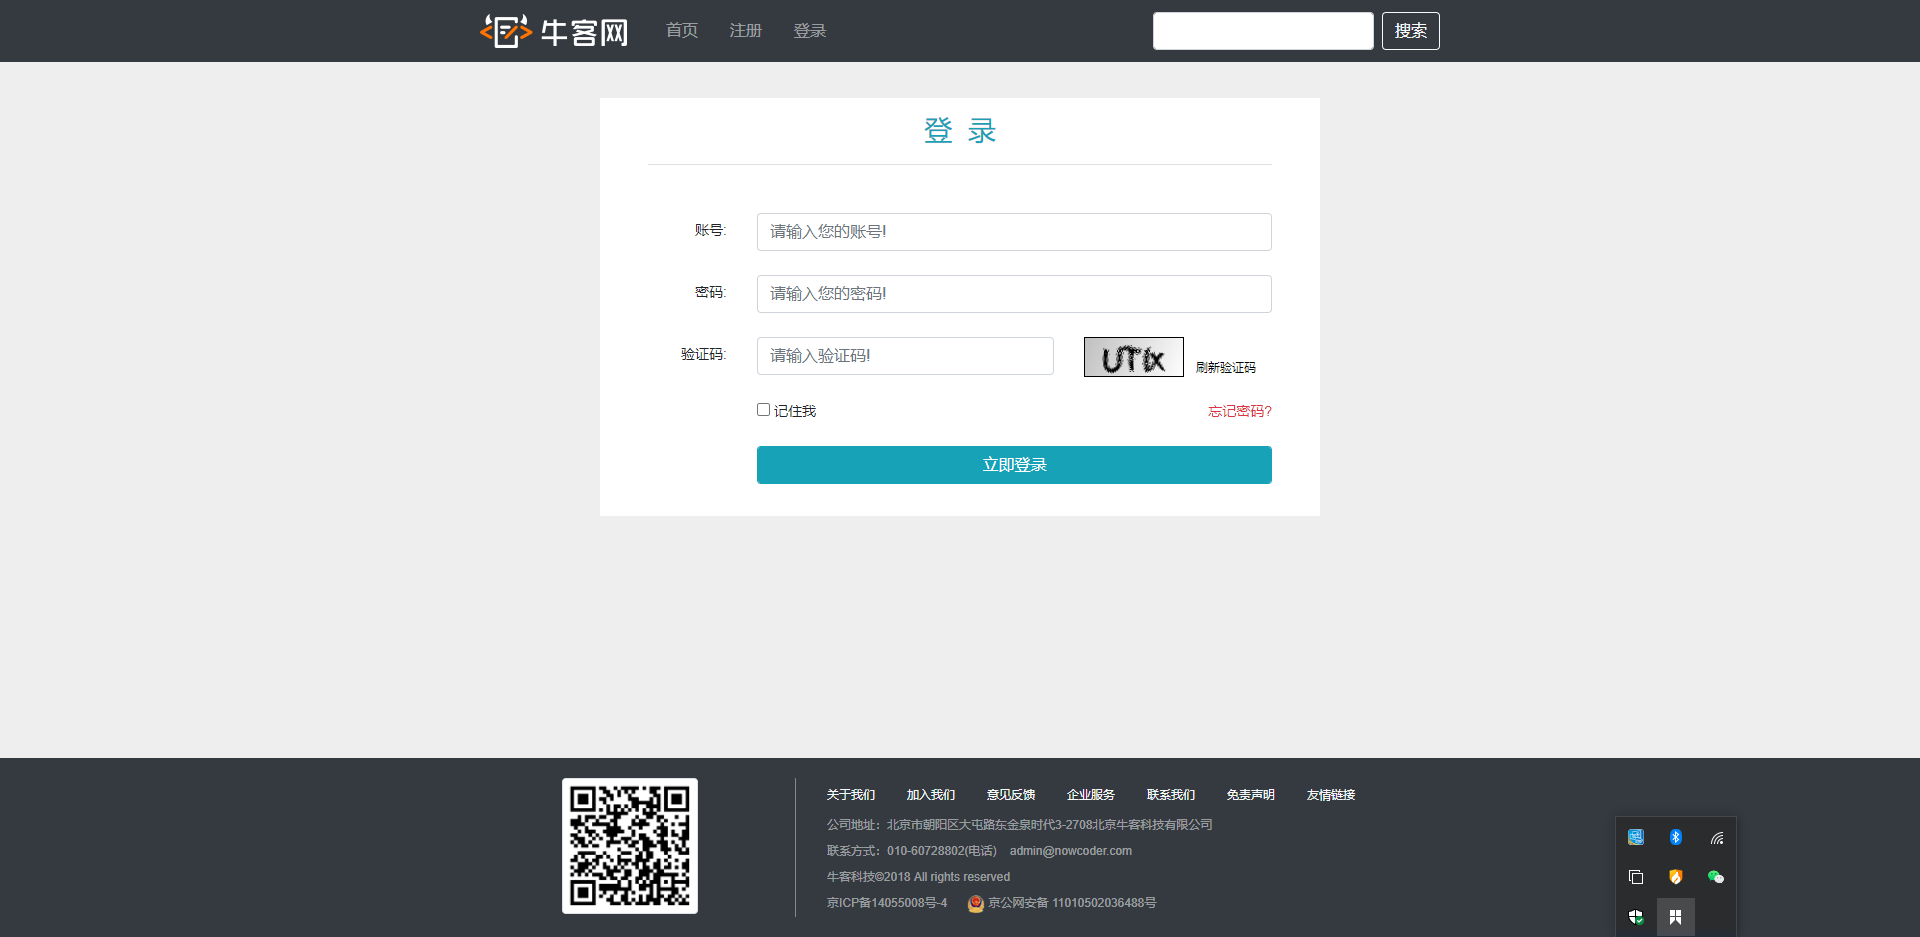 牛客网 首页 注册 登录 搜索
登 录
账号: 请输入您的账号!
密码: 请输入您的密码!
验证码: 请输入验证码! UTIx 刷新验证码
记住我 忘记密码?
立即登录
关于我们 加入我们 意见反馈 企业服务 联系我们 免责声明 友情链接
公司地址：北京市朝阳区大屯路东金泉时代3-2708北京牛客科技有限公司
联系方式：010-60728802(电话) admin@nowcoder.com
牛客科技©2018 All rights reserved
京ICP备14055008号-4 京公网安备 11010502036488号